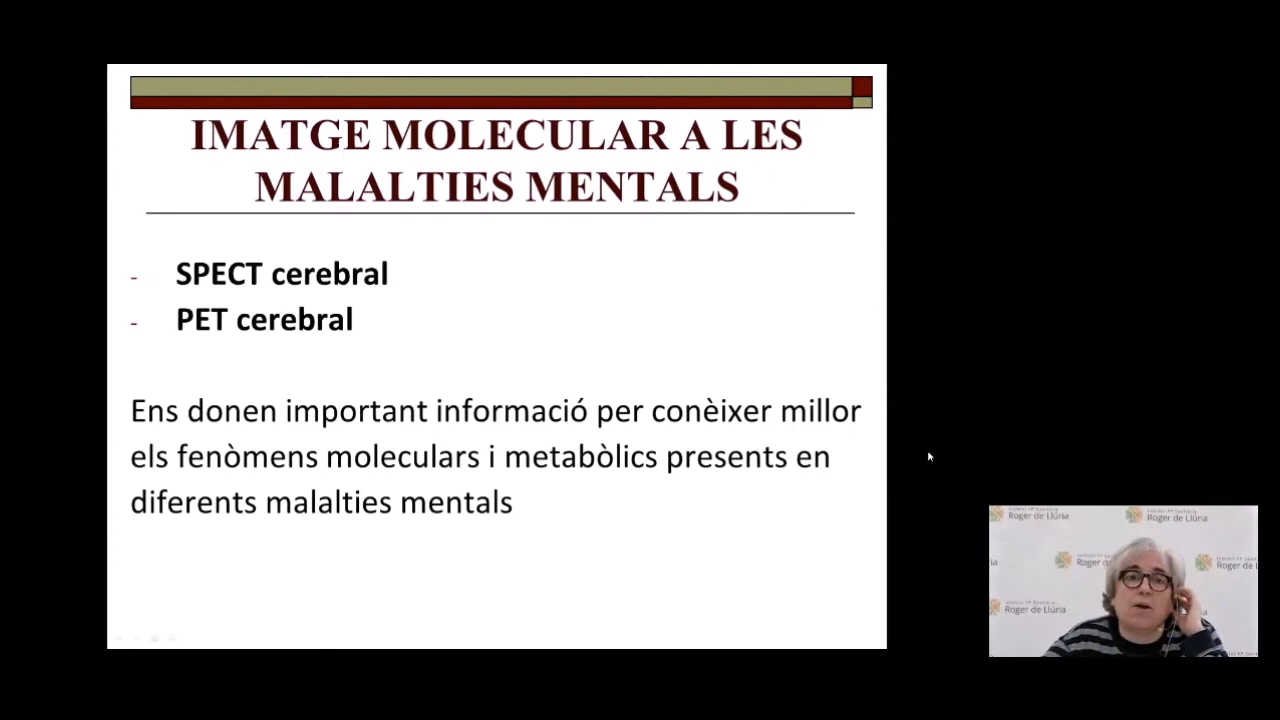 IMATGE MOLECULAR A LES
MALALTIES MENTALS
- SPECT cerebral
- PET cerebral
Ens donen important informació per conèixer millor
els fenòmens moleculars i metabòlics presents en
diferents malalties mentals
Roger de Llúria
Roger de Llúria
Roger de L
Roger de Llúria